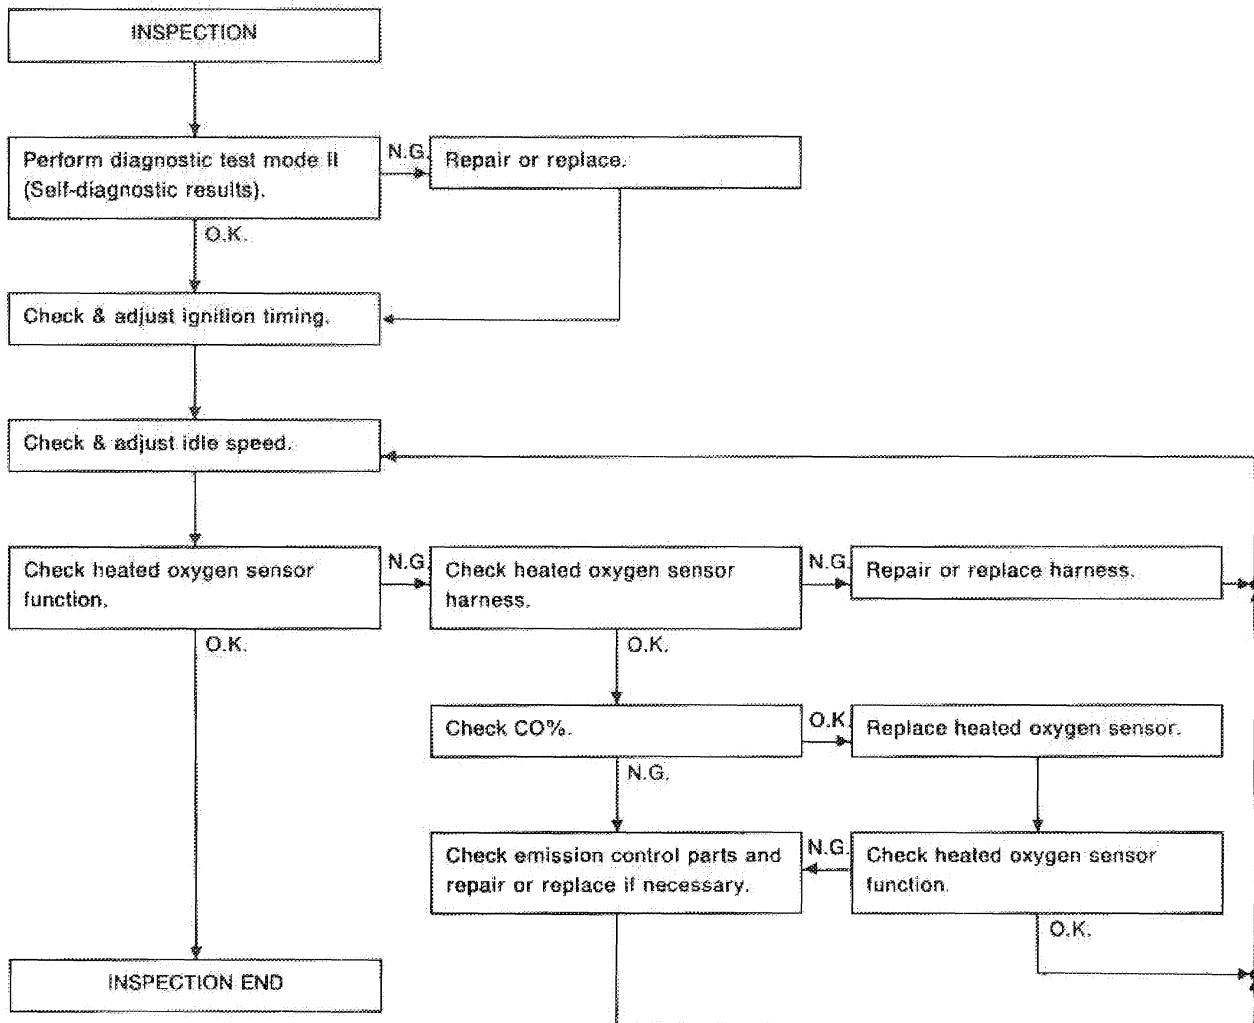 INSPECTION
Perform diagnostic test mode II
(Self-diagnostic results).
N.G.
Repair or replace.
O.K.
Check & adjust ignition timing.
Check & adjust idle speed.
Check heated oxygen sensor
function.
N.G.
Check heated oxygen sensor
harness.
N.G.
Repair or replace harness.
O.K.
O.K.
Check CO%.
O.K.
Replace heated oxygen sensor.
N.G.
Check emission control parts and
repair or replace if necessary.
N.G.
Check heated oxygen sensor
function.
O.K.
INSPECTION END